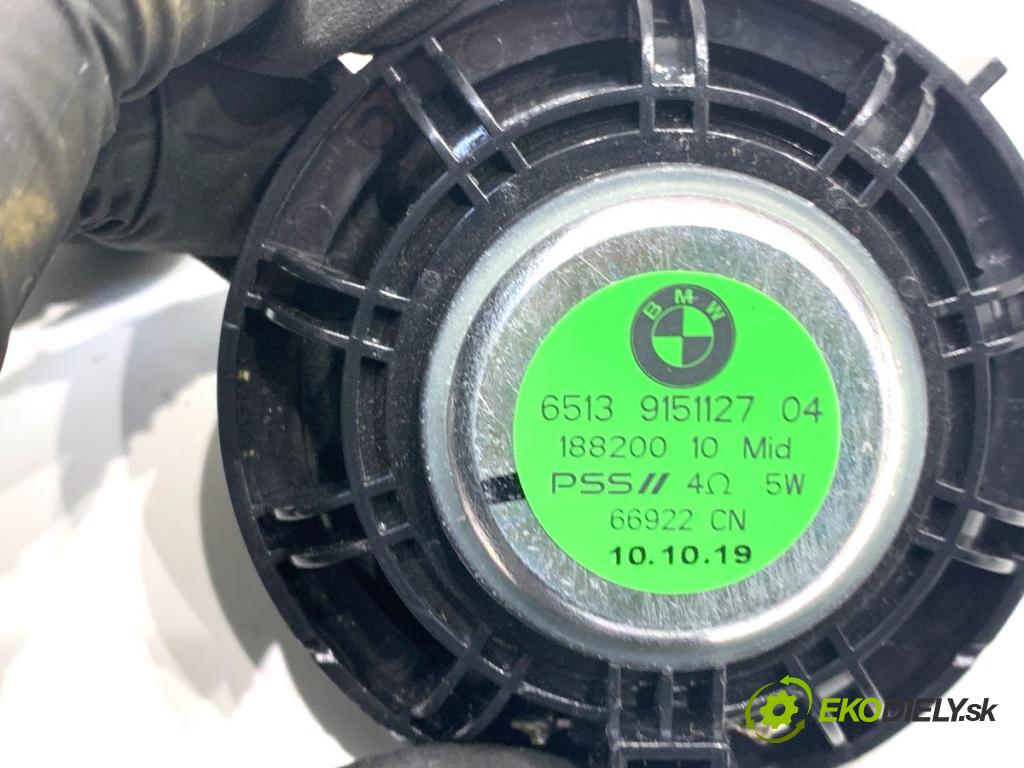 BMW
6513 9151127 04
188200 10 Mid
PSS// 4Ω 5W
66922 CN
10.10.19
EKODIELY.sk